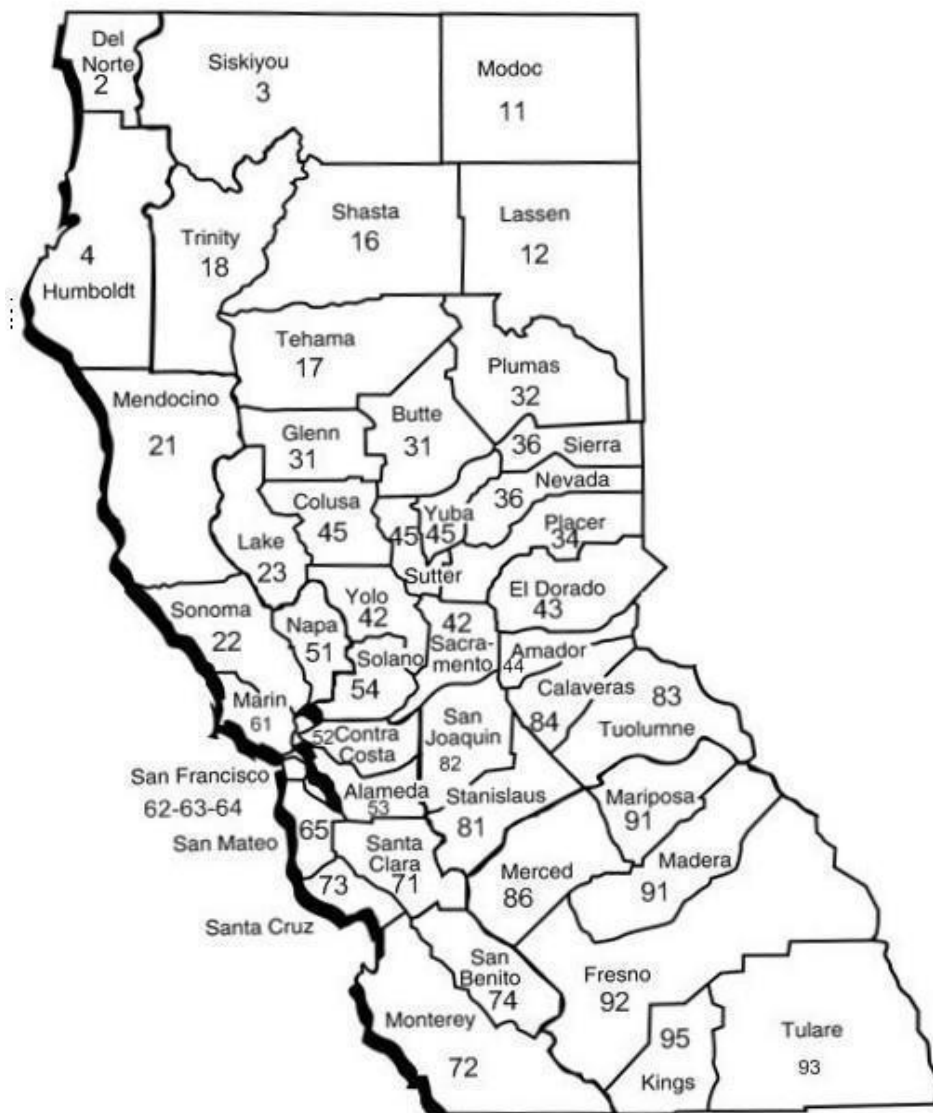 Del
Norte
2
Siskiyou
3
Modoc
11
4
Humboldt
Trinity
18
Shasta
16
Lassen
12
Tehama
17
Plumas
32
Mendocino
21
Glenn
31
Butte
31
36 Sierra
Nevada
36
Colusa
45
Lake
23
45
Sutter
Yuba
45
Placer
34
El Dorado
43
Sonoma
22
Napa
51
Yolo
42
42
Sacra-
mento
Solano
54
Amador
44
Calaveras
84
83
Tuolumne
Marin
61
52 Contra
Costa
San
Joaquin
82
San Francisco
62-63-64
Alameda
53
Stanislaus
81
Mariposa
91
San Mateo
65
Santa
Clara
71
Merced
86
Madera
91
73
Santa Cruz
San
Benito
74
Fresno
92
Monterey
72
95
Kings
Tulare
93